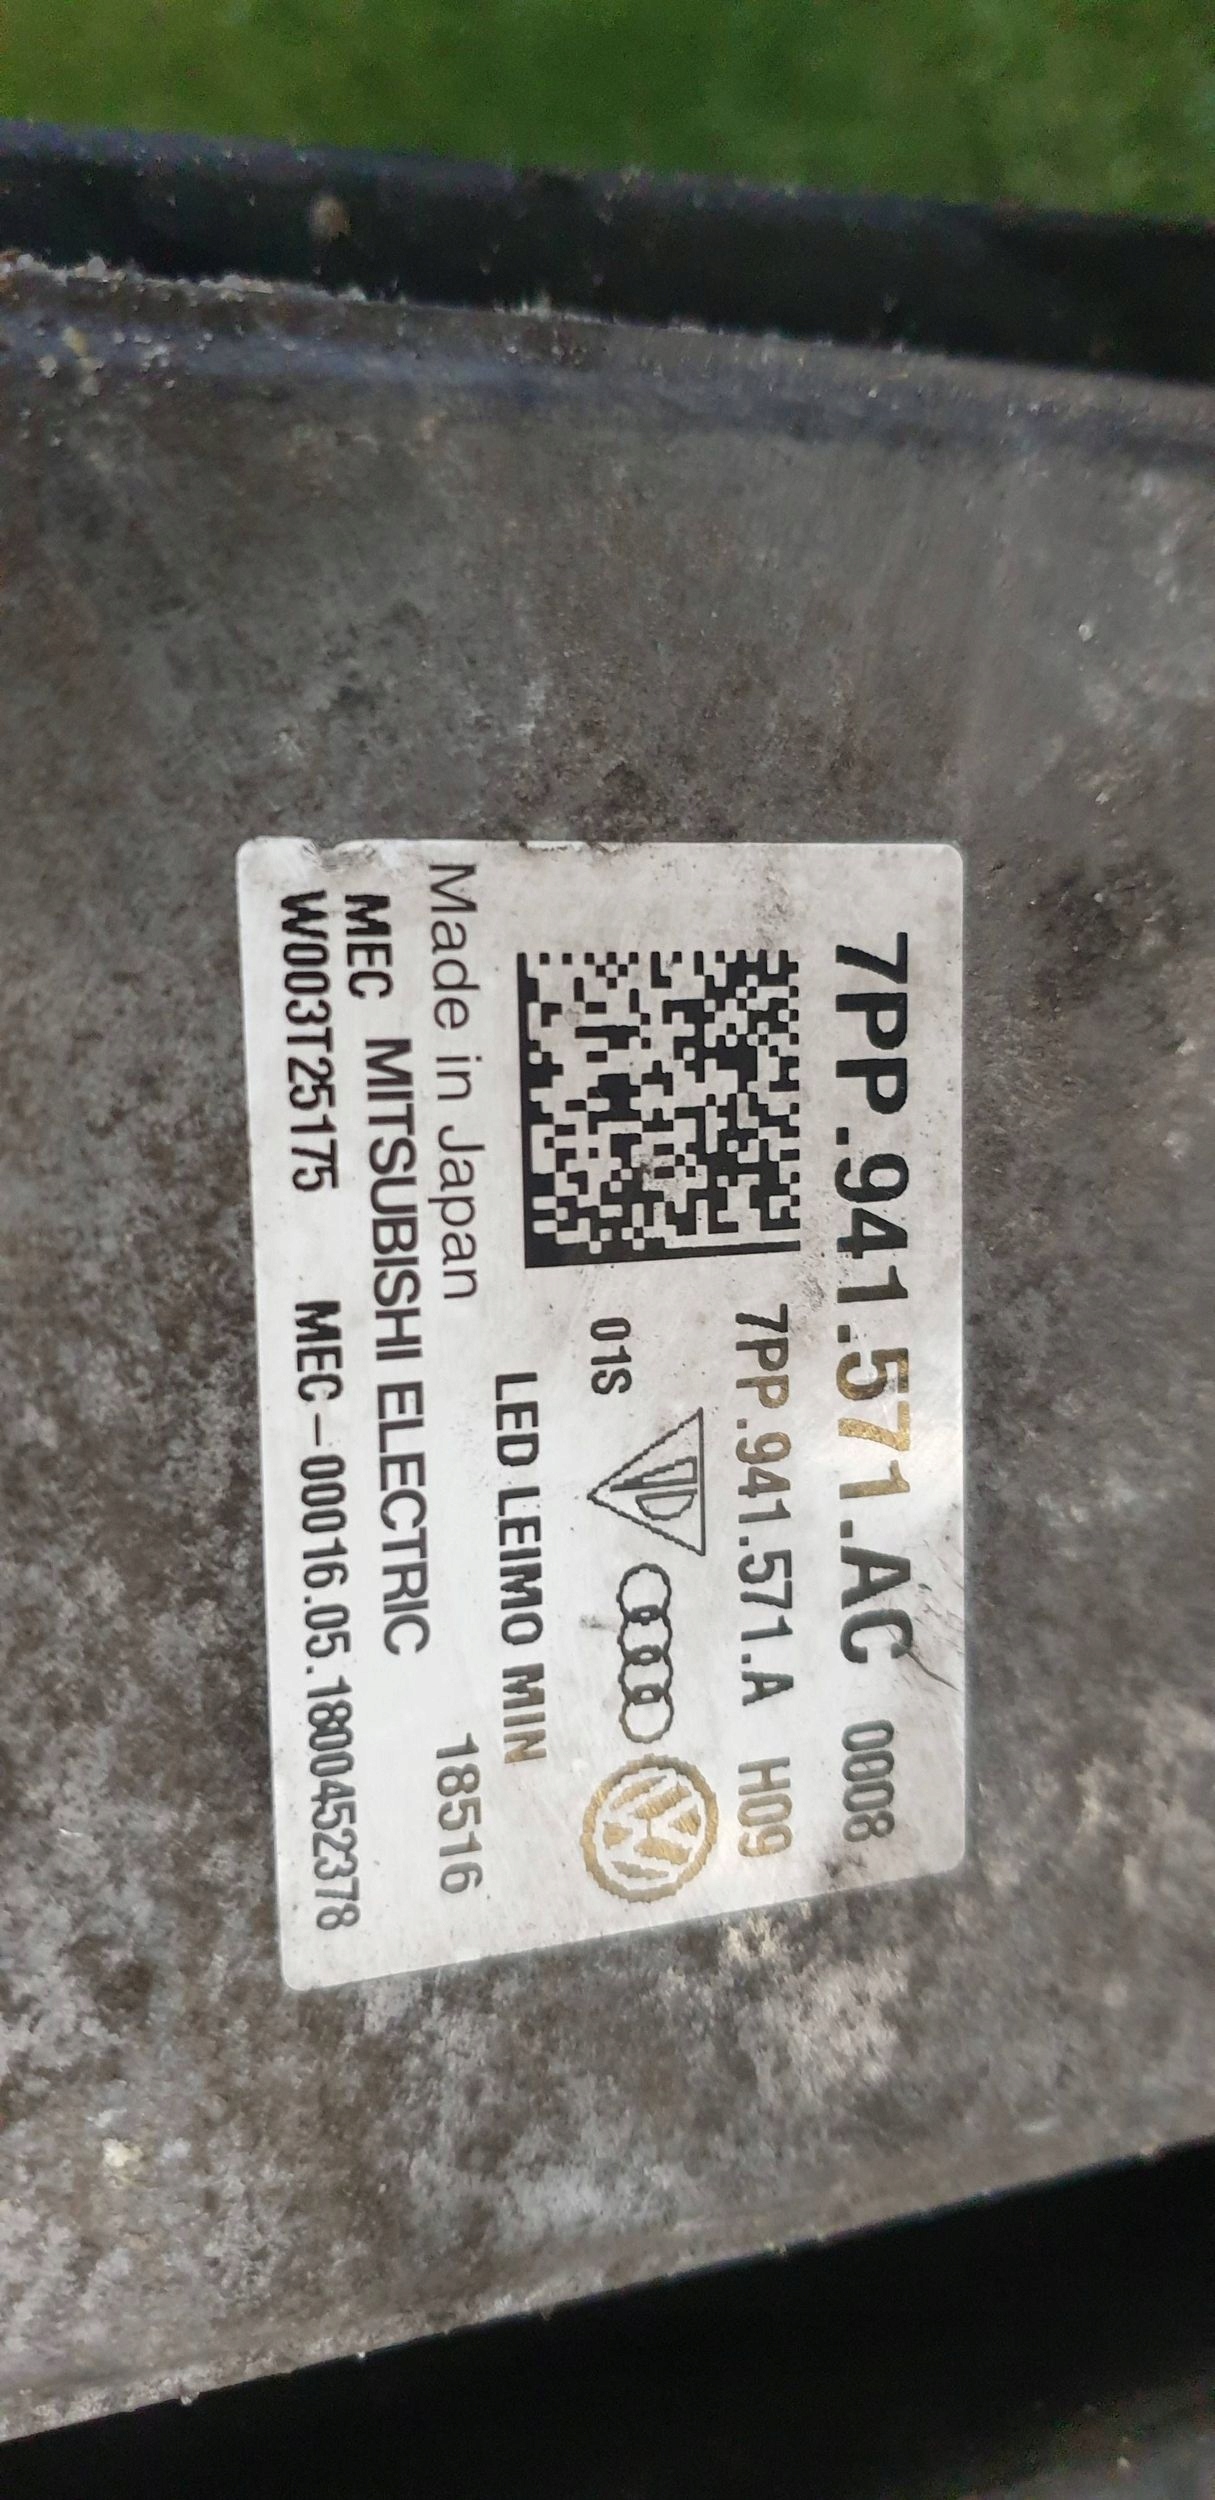 7PP.941.571.AC 0008
7PP.941.571.A H09
01S
LED LEIMO MIN
Made in Japan 18516
MEC MITSUBISHI ELECTRIC
W003T25175 MEC-00016.05.1800452378